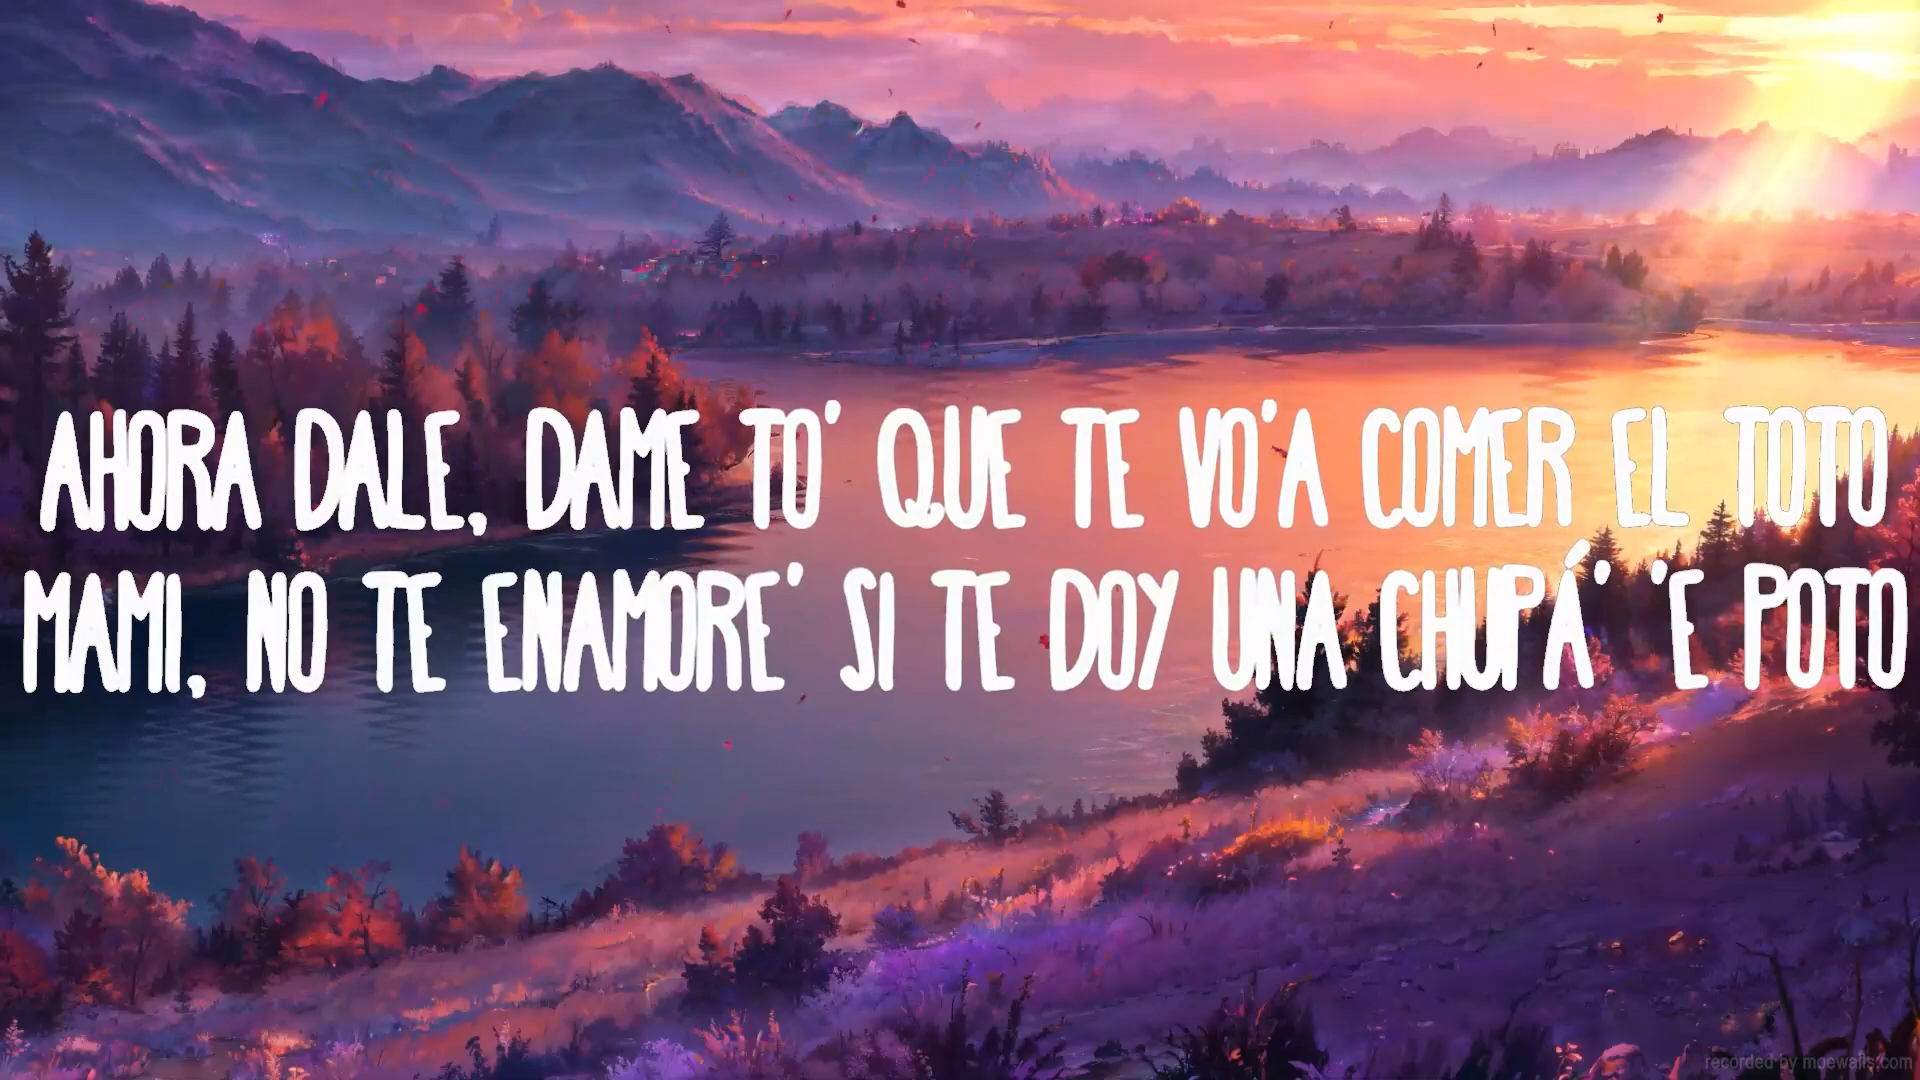 AHORA DALE, DAME TO' QUE TE VO'A COMER EL TOTO
MAMI, NO TE ENAMORE' SI TE DOY UNA CHUPÁ' 'E POTO
recorded by moewalls.com